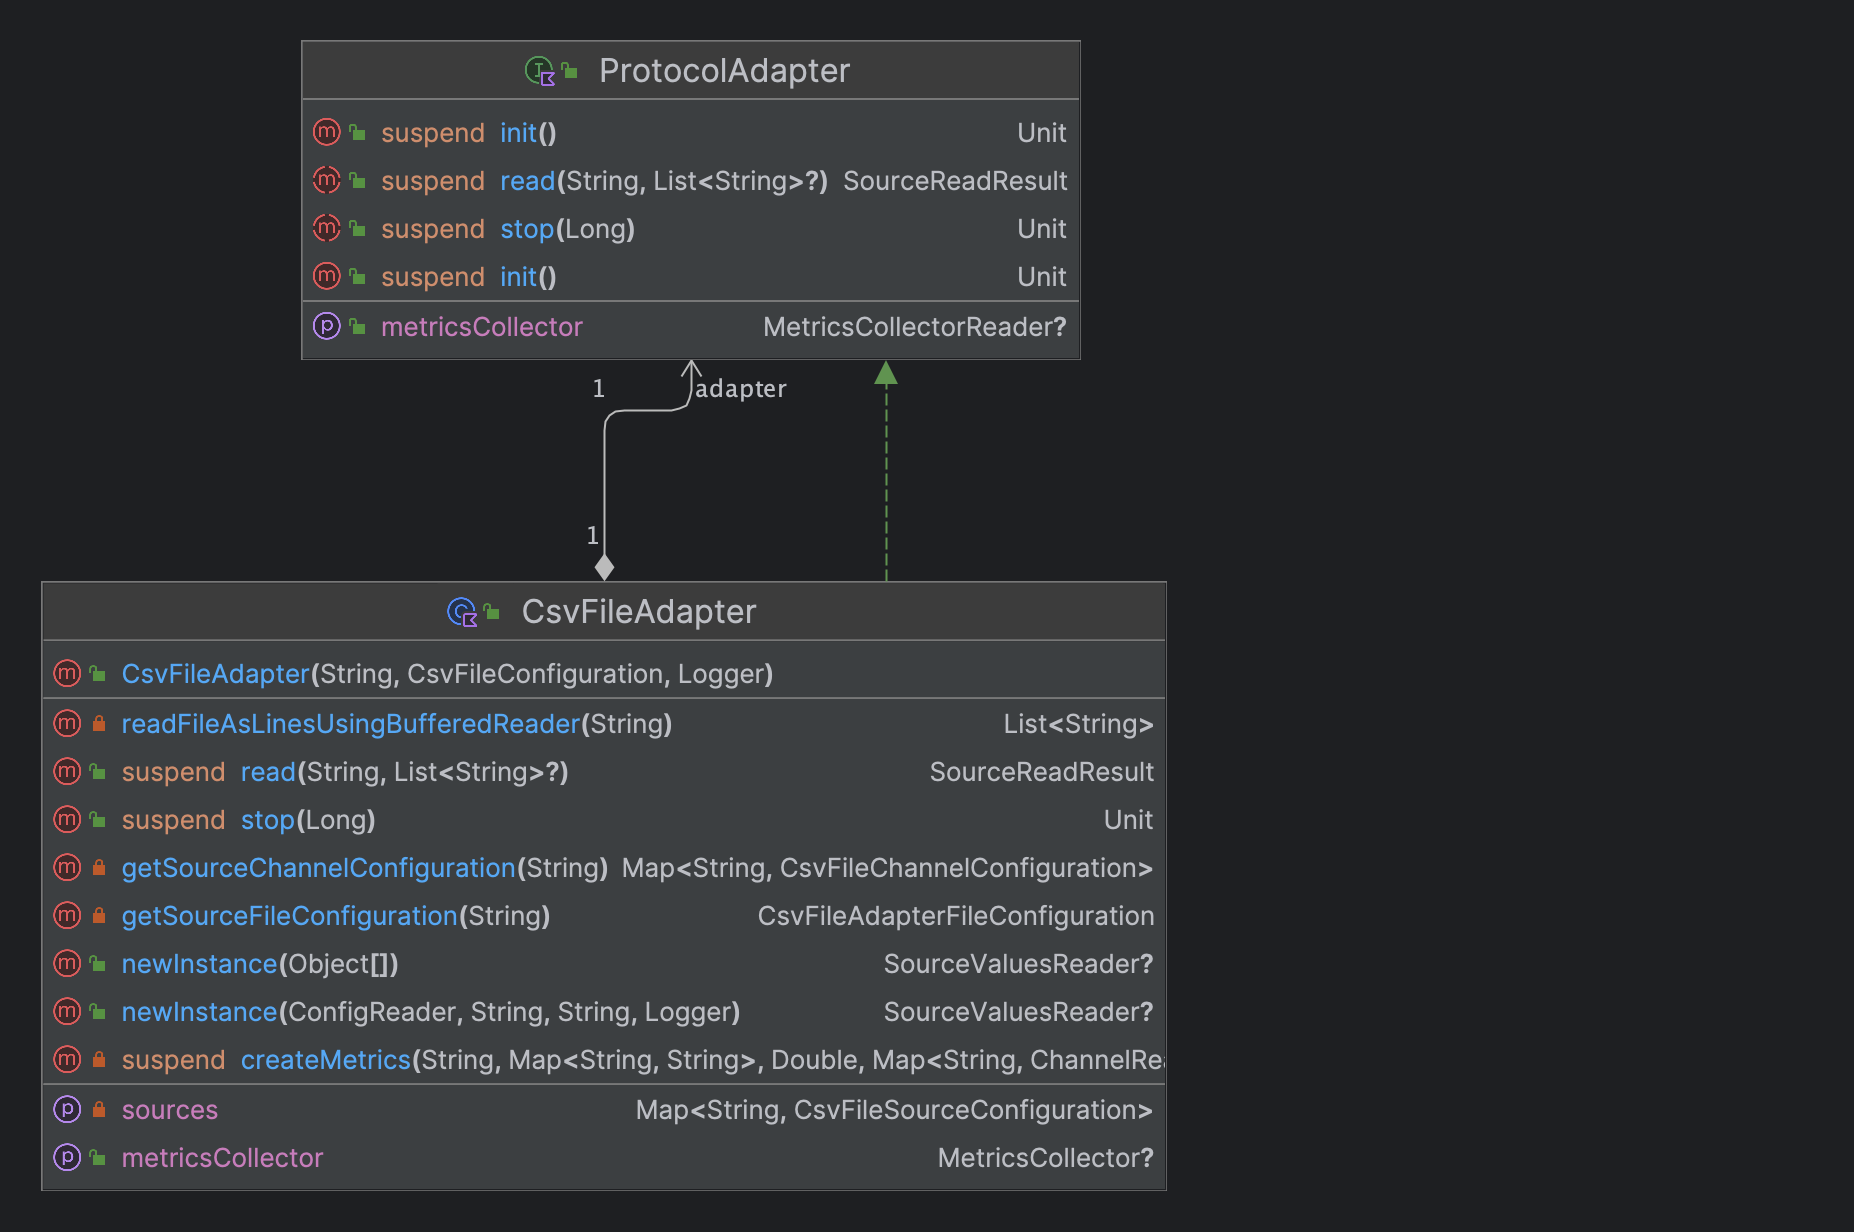 ProtocolAdapter
suspend init() Unit
suspend read(String, List<String>?) SourceReadResult
suspend stop(Long) Unit
suspend init() Unit
metricsCollector MetricsCollectorReader?
1 adapter
1
CsvFileAdapter
CsvFileAdapter(String, CsvFileConfiguration, Logger)
readFileAsLinesUsingBufferedReader(String) List<String>
suspend read(String, List<String>?) SourceReadResult
suspend stop(Long) Unit
getSourceChannelConfiguration(String) Map<String, CsvFileChannelConfiguration>
getSourceFileConfiguration(String) CsvFileAdapterFileConfiguration
newInstance(Object[]) SourceValuesReader?
newInstance(ConfigReader, String, String, Logger) SourceValuesReader?
suspend createMetrics(String, Map<String, String>, Double, Map<String, ChannelRea
sources Map<String, CsvFileSourceConfiguration>
metricsCollector MetricsCollector?